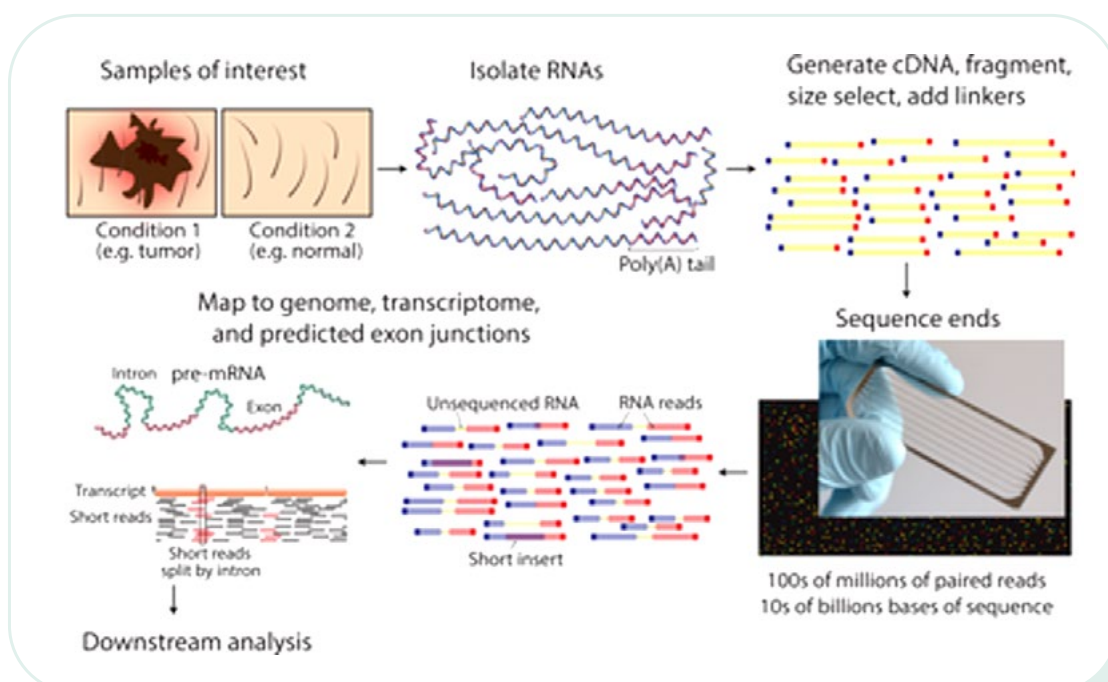 Samples of interest
Condition 1
(e.g. tumor)
Condition 2
(e.g. normal)
Isolate RNAs
Poly(A) tail
Generate cDNA, fragment,
size select, add linkers
Sequence ends
100s of millions of paired reads
10s of billions bases of sequence
Unsequenced RNA
RNA reads
Short insert
Map to genome, transcriptome,
and predicted exon junctions
Intron
pre-mRNA
Exon
Transcript
Short reads
Short reads
split by intron
Downstream analysis